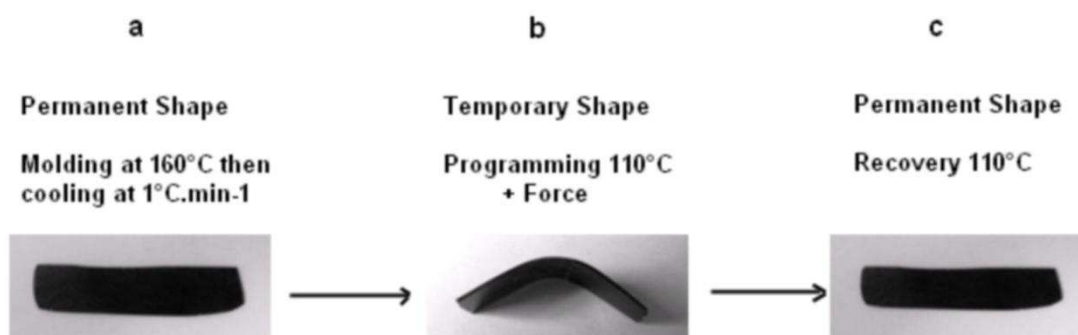 a
Permanent Shape
Molding at 160°C then
cooling at 1°C.min-1
b
Temporary Shape
Programming 110°C
+ Force
c
Permanent Shape
Recovery 110°C